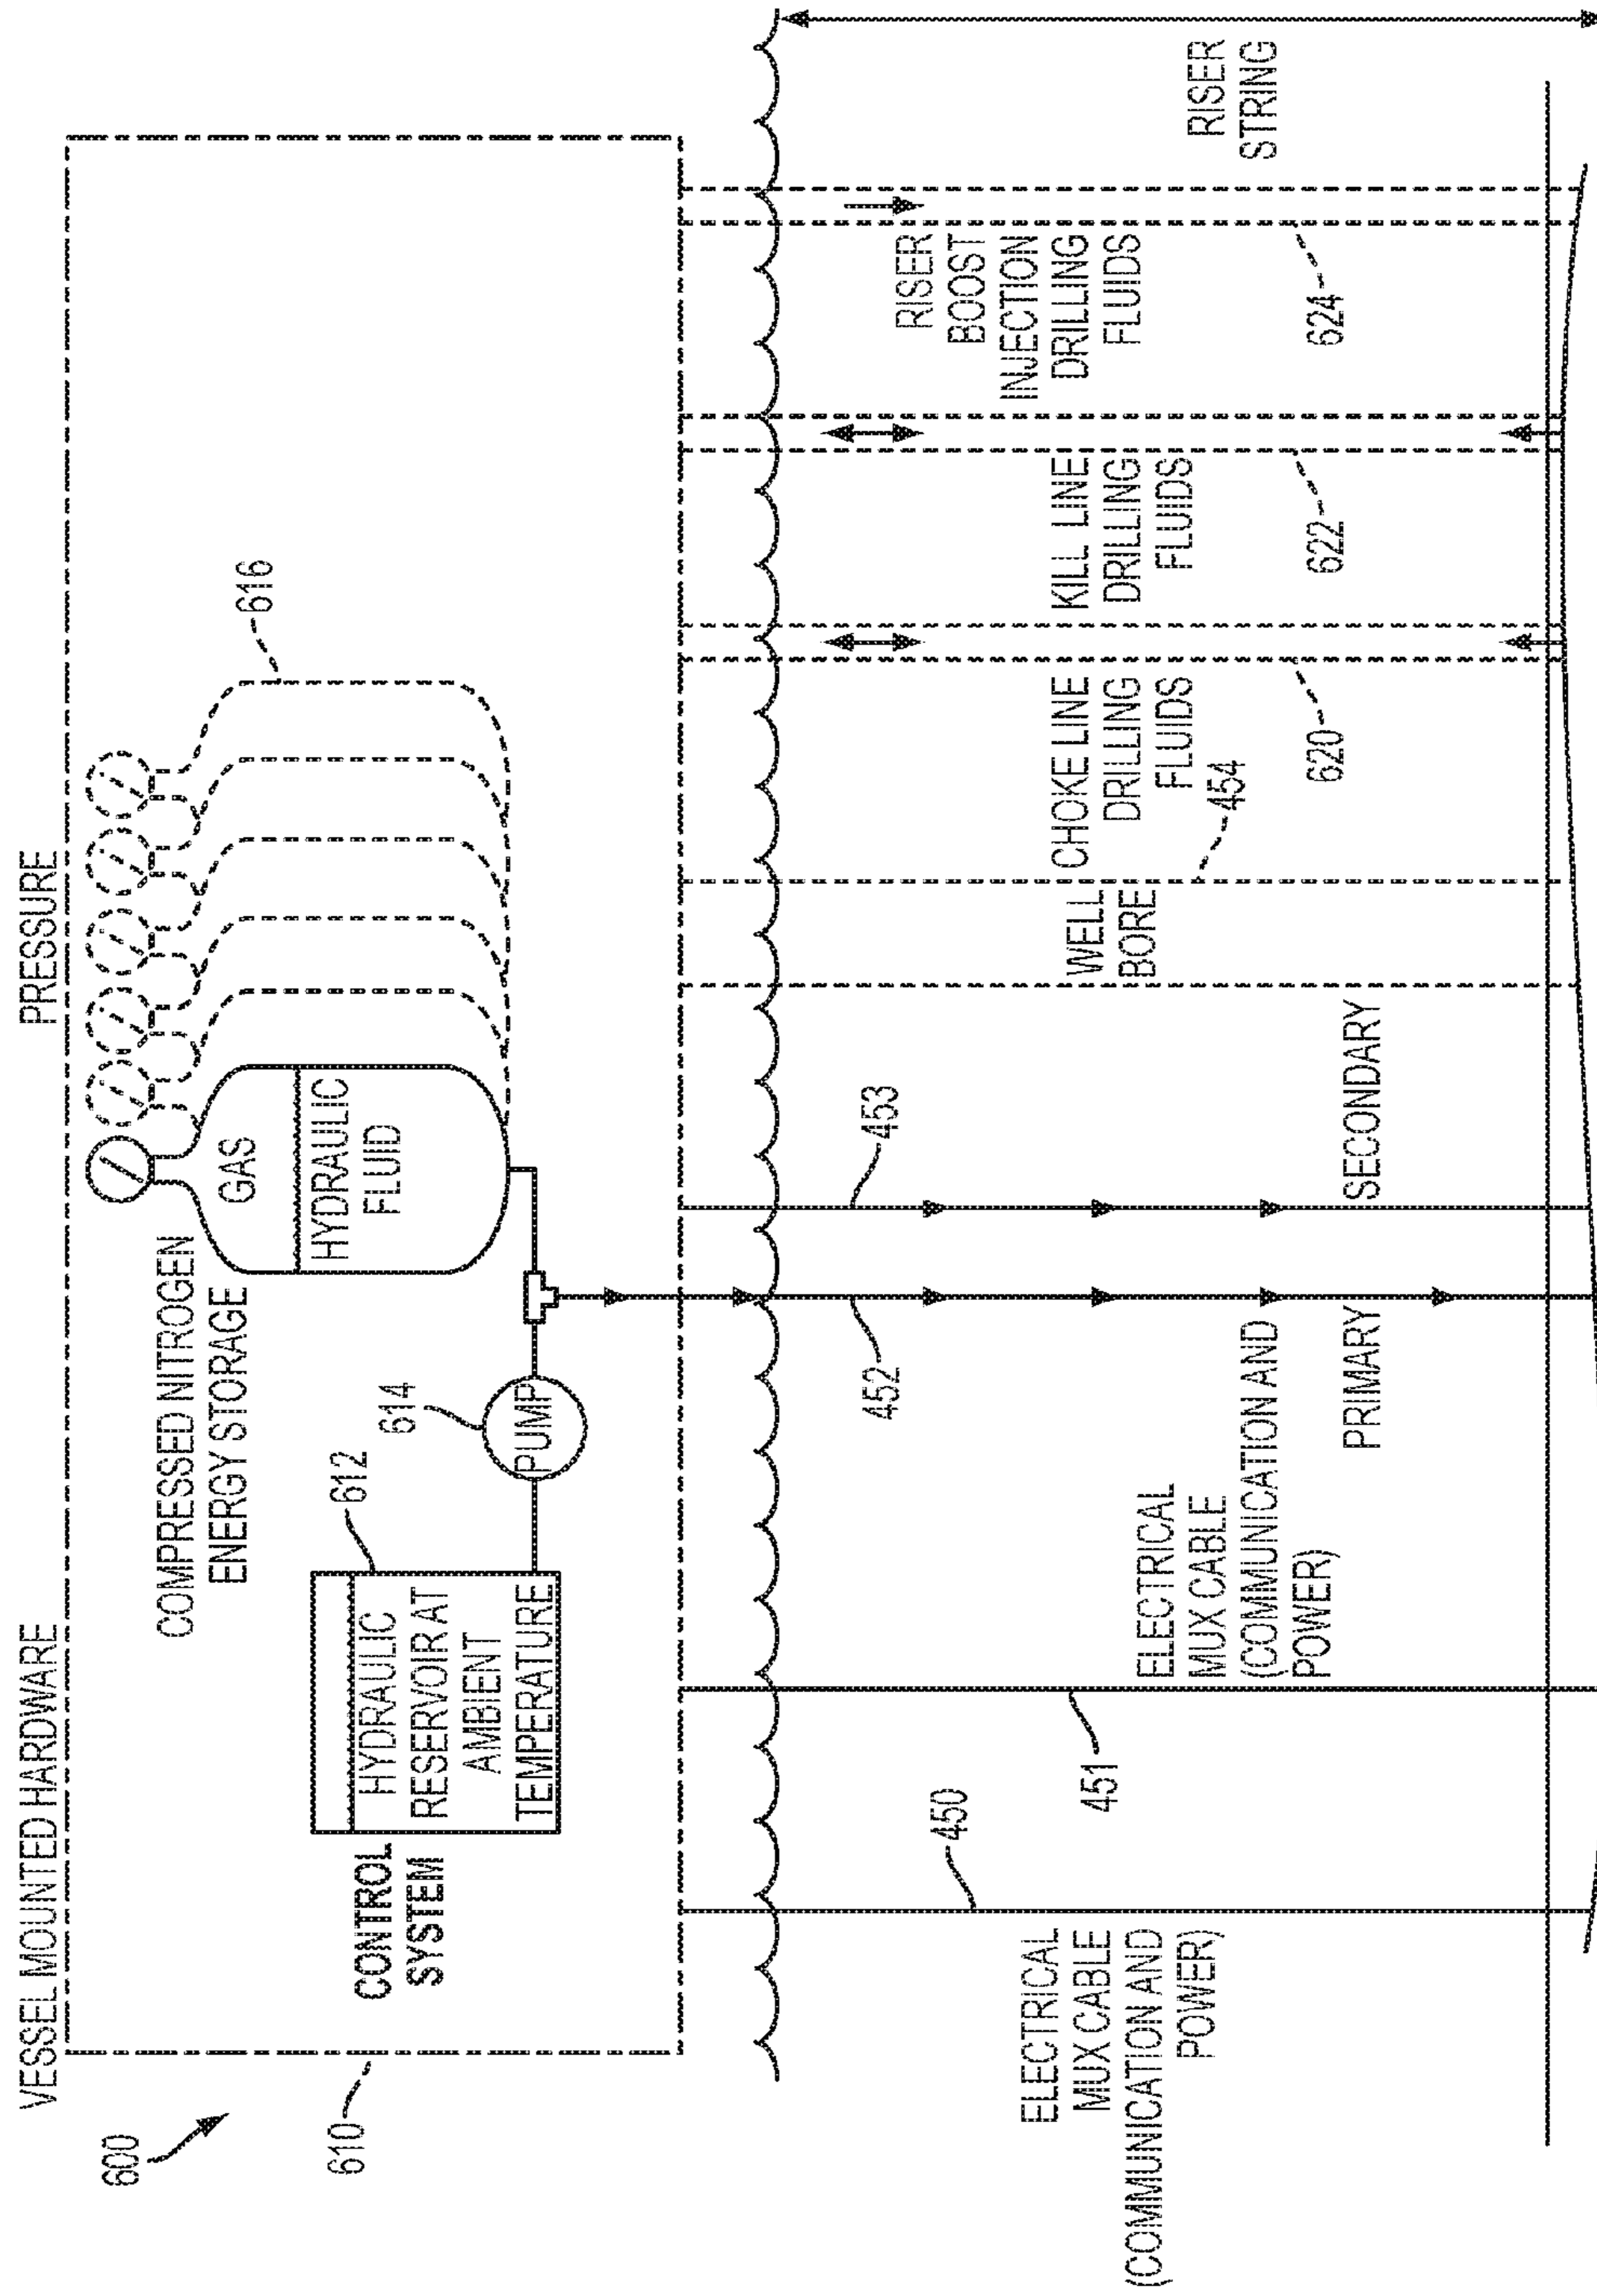 600
VESSEL MOUNTED HARDWARE
PRESSURE
610
CONTROL
SYSTEM
COMPRESSED NITROGEN
ENERGY STORAGE
612
HYDRAULIC
RESERVOIR AT
AMBIENT
TEMPERATURE
614
PUMP
GAS
HYDRAULIC
FLUID
616
450
ELECTRICAL
MUX CABLE
(COMMUNICATION AND
POWER)
451
ELECTRICAL
MUX CABLE
(COMMUNICATION AND
POWER)
452
PRIMARY
453
SECONDARY
WELL
BORE
454
CHOKE LINE
DRILLING
FLUIDS
620
KILL LINE
DRILLING
FLUIDS
622
RISER
BOOST
INJECTION
DRILLING
FLUIDS
624
RISER
STRING